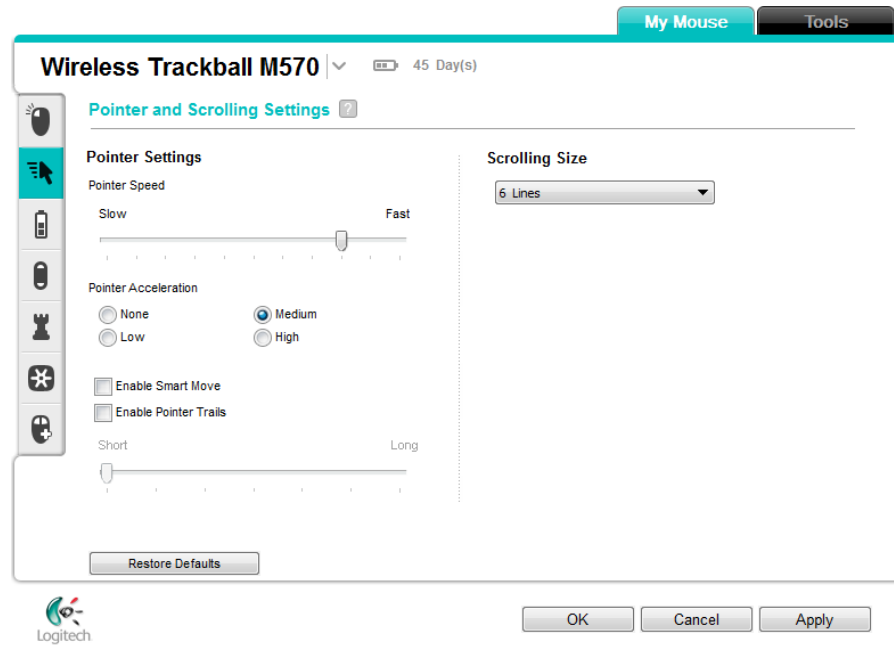 My Mouse
Tools
Wireless Trackball M570
45 Day(s)
Pointer and Scrolling Settings ?
Pointer Settings
Pointer Speed
Slow Fast
Pointer Acceleration
None Medium
Low High
Enable Smart Move
Enable Pointer Trails
Short Long
Scrolling Size
6 Lines
Restore Defaults
Logitech
OK Cancel Apply